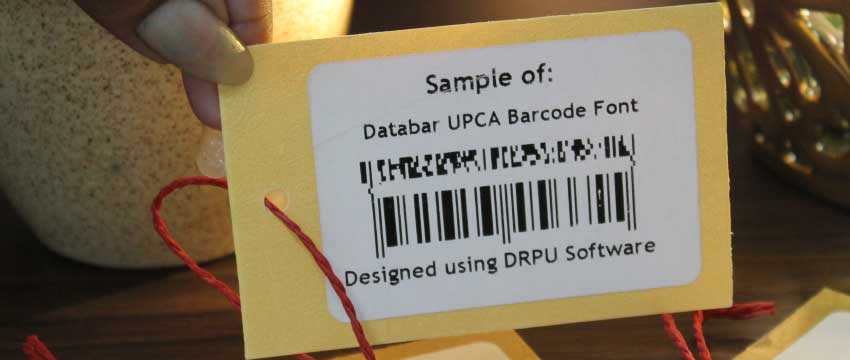 Sample of:
Databar UPCA Barcode Font
Designed using DRPU Software